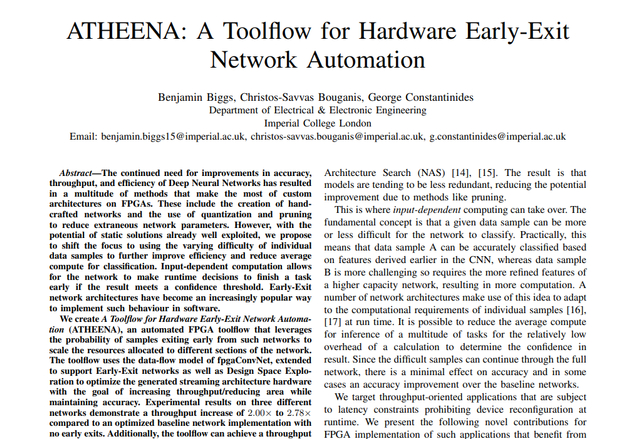 ATHEENA: A Toolflow for Hardware Early-Exit
Network Automation
Benjamin Biggs, Christos-Savvas Bouganis, George Constantinides
Department of Electrical & Electronic Engineering
Imperial College London
Email: benjamin.biggs15@imperial.ac.uk, christos-savvas.bouganis@imperial.ac.uk, g.constantinides@imperial.ac.uk
Abstract—The continued need for improvements in accuracy,
throughput, and efficiency of Deep Neural Networks has resulted
in a multitude of methods that make the most of custom
architectures on FPGAs. These include the creation of hand-
crafted networks and the use of quantization and pruning
to reduce extraneous network parameters. However, with the
potential of static solutions already well exploited, we propose
to shift the focus to using the varying difficulty of individual
data samples to further improve efficiency and reduce average
compute for classification. Input-dependent computation allows
for the network to make runtime decisions to finish a task
early if the result meets a confidence threshold. Early-Exit
network architectures have become an increasingly popular way
to implement such behaviour in software.
We create A Toolflow for Hardware Early-Exit Network Automa-
tion (ATHEENA), an automated FPGA toolflow that leverages
the probability of samples exiting early from such networks to
scale the resources allocated to different sections of the network.
The toolflow uses the data-flow model of fpgaConvNet, extended
to support Early-Exit networks as well as Design Space Explo-
ration to optimize the generated streaming architecture hardware
with the goal of increasing throughput/reducing area while
maintaining accuracy. Experimental results on three different
networks demonstrate a throughput increase of 2.00× to 2.78×
compared to an optimized baseline network implementation with
no early exits. Additionally, the toolflow can achieve a throughput
Architecture Search (NAS) [14], [15]. The result is that
models are tending to be less redundant, reducing the potential
improvement due to methods like pruning.
This is where input-dependent computing can take over. The
fundamental concept is that a given data sample can be more
or less difficult for the network to classify. Practically, this
means that data sample A can be accurately classified based
on features derived earlier in the CNN, whereas data sample
B is more challenging so requires the more refined features of
a higher capacity network, resulting in more computation. A
number of network architectures make use of this idea to adapt
to the computational requirements of individual samples [16],
[17] at run time. It is possible to reduce the average compute
for inference of a multitude of tasks for the relatively low
overhead of a calculation to determine the confidence in
result. Since the difficult samples can continue through the full
network, there is a minimal effect on accuracy and in some
cases an accuracy improvement over the baseline networks.
We target throughput-oriented applications that are subject
to latency constraints prohibiting device reconfiguration at
runtime. We present the following novel contributions for
FPGA implementation of such applications that benefit from